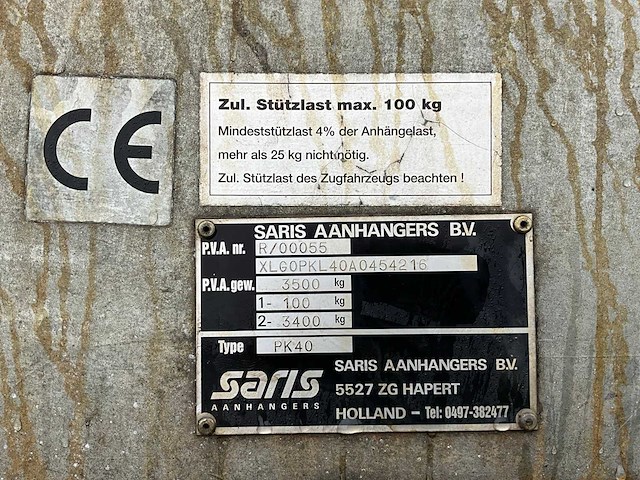 CE
Zul. Stützlast max. 100 kg
Mindeststützlast 4% der Anhängelast,
mehr als 25 kg nicht nötig.
Zul. Stützlast des Zugfahrzeugs beachten !
SARIS AANHANGERS B.V.
P.V.A. nr. R/00055
XLG0PKL40A0454216
P.V.A. gew. 3500 kg
1- 100 kg
2- 3400 kg
Type PK40
saris
AANHANGERS
SARIS AANHANGERS B.V.
5527 ZG HAPERT
HOLLAND – Tel: 0497-382477